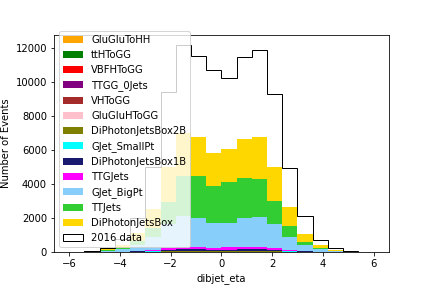 12000
10000
8000
6000
4000
2000
0
Number of Events
GluGluToHH
ttHToGG
VBFHToGG
TTGG_0Jets
VHToGG
GluGluHToGG
DiPhotonJetsBox2B
GJet_SmallPt
DiPhotonJetsBox1B
TTGJets
GJet_BigPt
TTJets
DiPhotonJetsBox
2016 data
−6 −4 −2 0 2 4 6
dibjet_eta